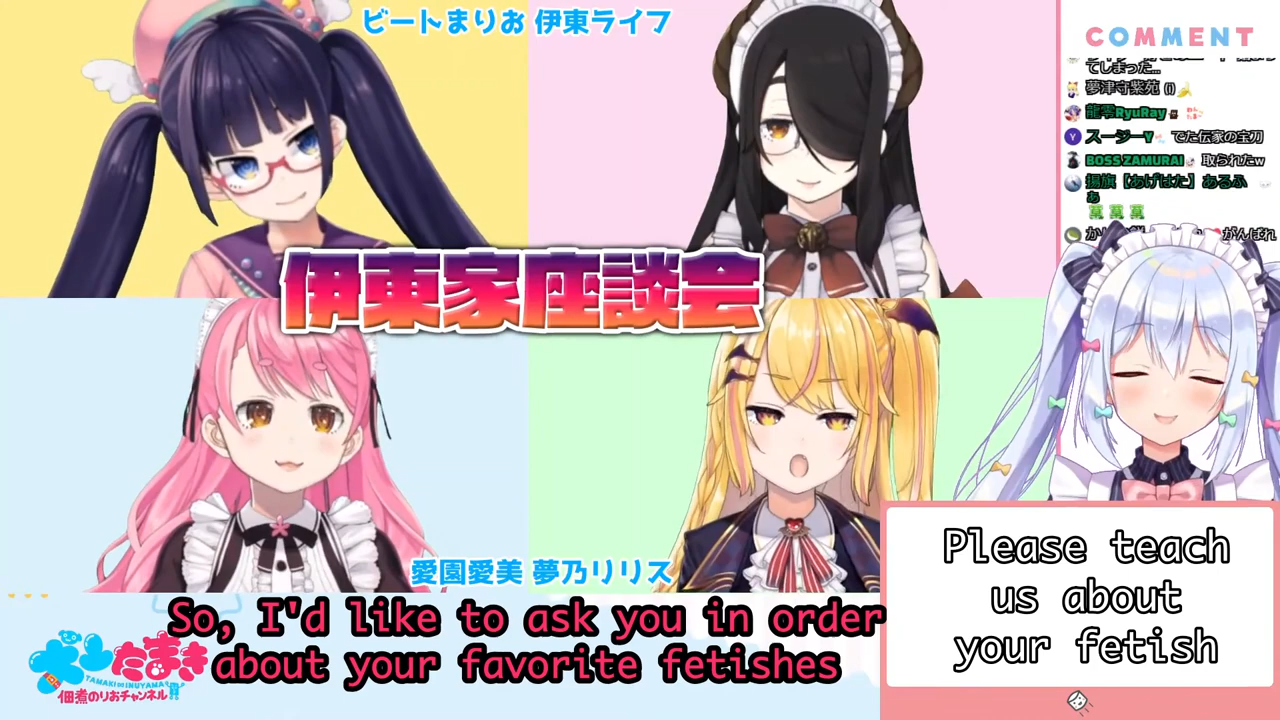 ビートまりお 伊東ライフ
COMMENT
てしまった...
夢津守紫苑 (i)
龍零RyuRay
スージーY でた伝家の宝刀
BOSS ZAMURAI 取られたw
揚旗【あげはた】あるふぁ
がんばれ
伊東家座談会
愛園愛美 夢乃リリス
So, I'd like to ask you in order
about your favorite fetishes
Please teach
us about
your fetish
犬山たまき
TAMAKI INUYAMA
佃煮のりおチャンネル